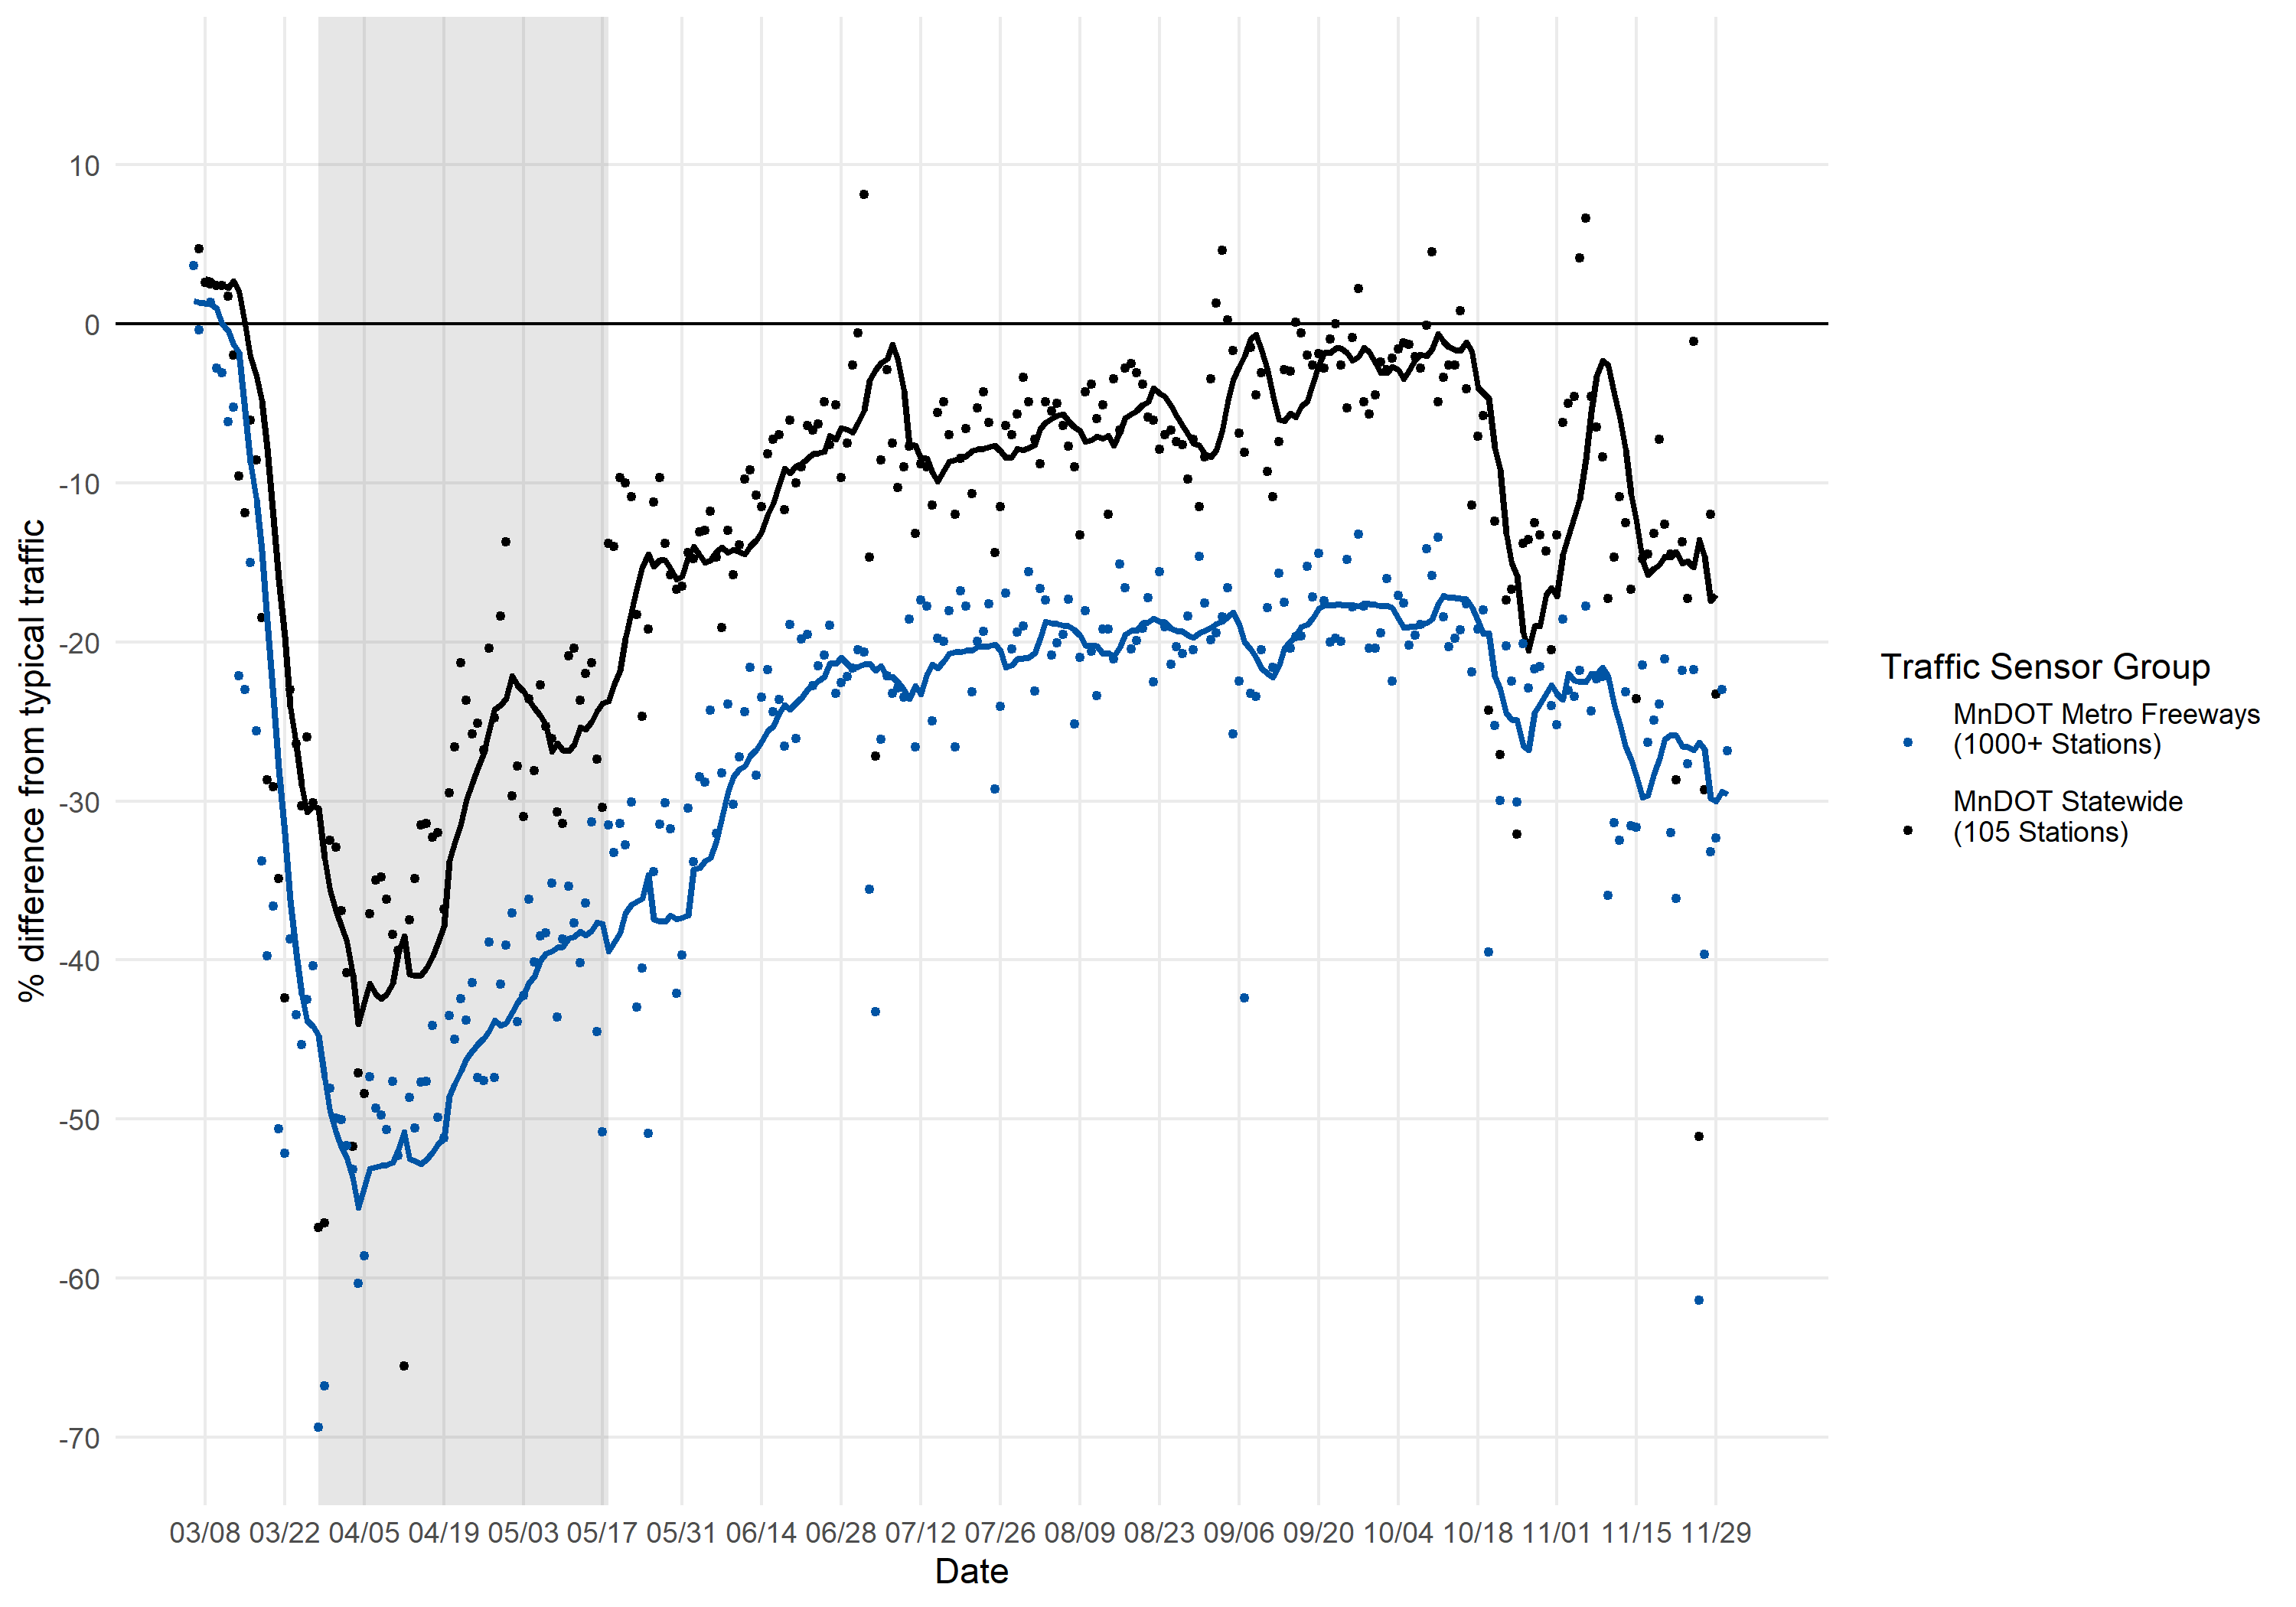 % difference from typical traffic
10
0
-10
-20
-30
-40
-50
-60
-70
03/08 03/22 04/05 04/19 05/03 05/17 05/31 06/14 06/28 07/12 07/26 08/09 08/23 09/06 09/20 10/04 10/18 11/01 11/15 11/29
Date
Traffic Sensor Group
MnDOT Metro Freeways
(1000+ Stations)
MnDOT Statewide
(105 Stations)